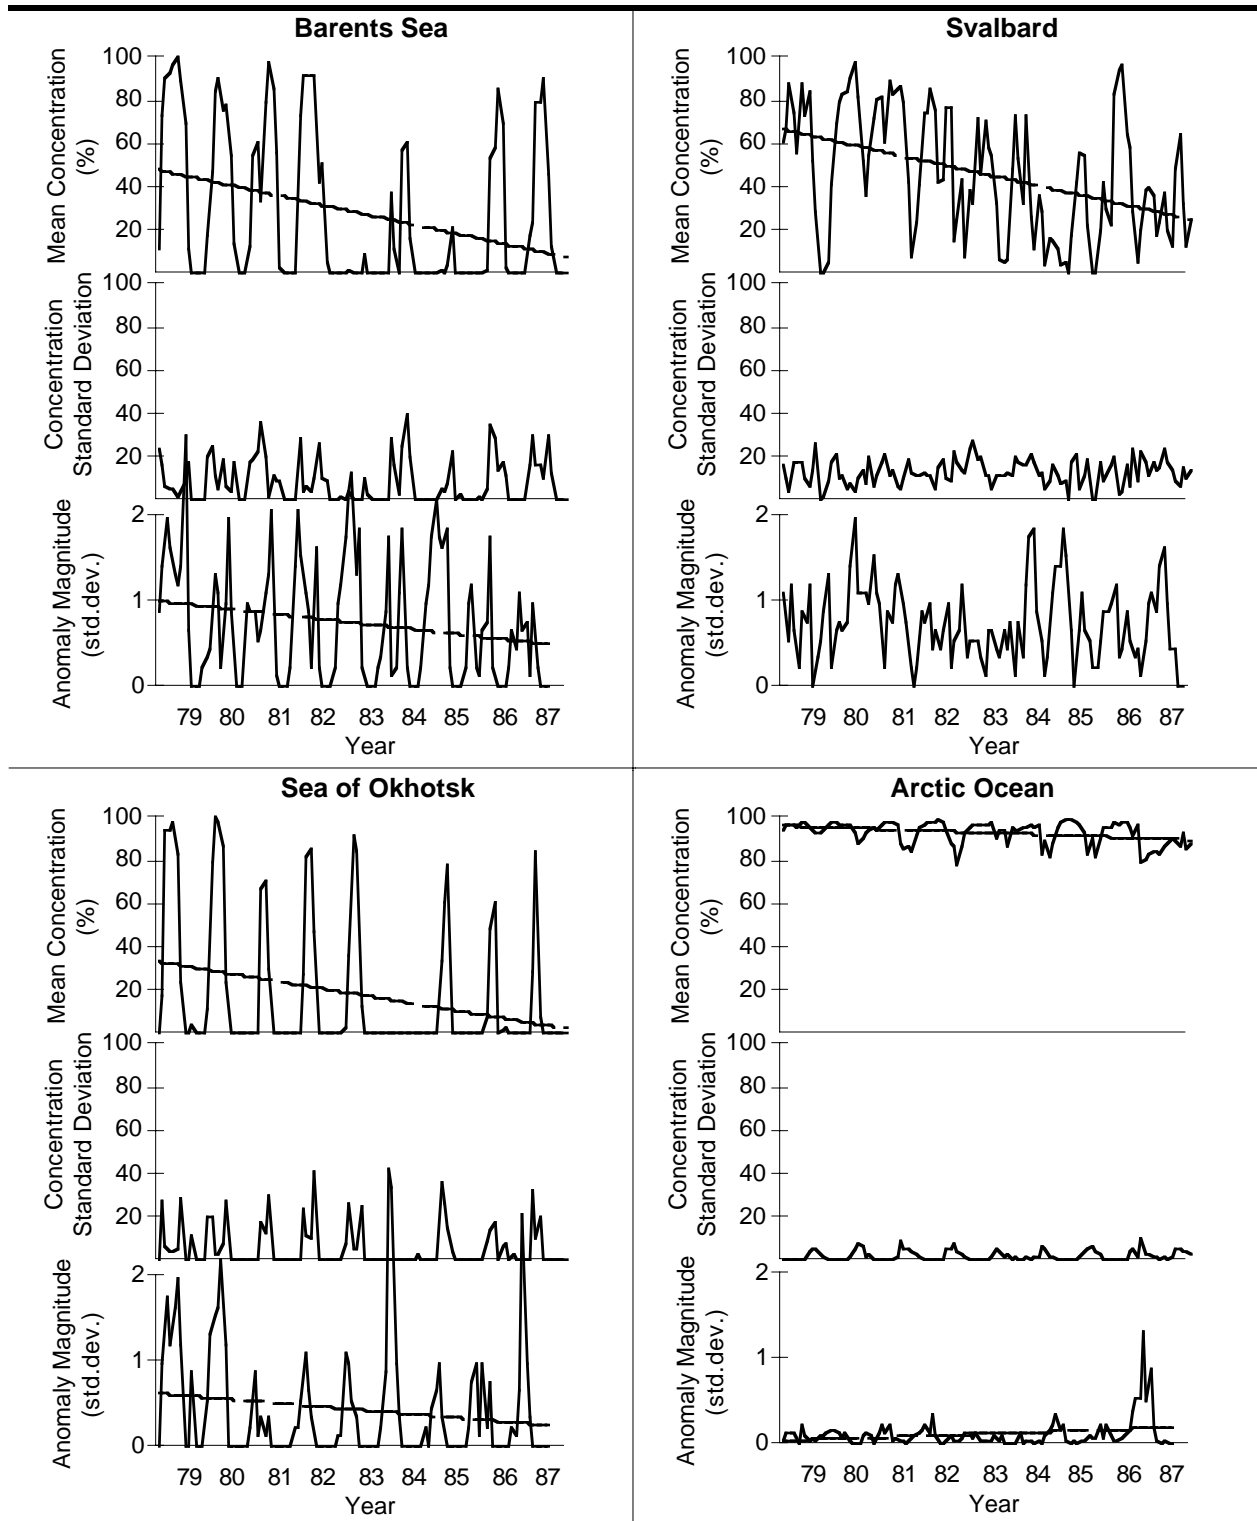 Barents Sea
Mean Concentration
(%)
100
80
60
40
20
Concentration
Standard Deviation
100
80
60
40
20
Anomaly Magnitude
(std.dev.)
2
1
0
79 80 81 82 83 84 85 86 87
Year
Svalbard
Mean Concentration
(%)
100
80
60
40
20
Concentration
Standard Deviation
100
80
60
40
20
Anomaly Magnitude
(std.dev.)
2
1
0
79 80 81 82 83 84 85 86 87
Year
Sea of Okhotsk
Mean Concentration
(%)
100
80
60
40
20
Concentration
Standard Deviation
100
80
60
40
20
Anomaly Magnitude
(std.dev.)
2
1
0
79 80 81 82 83 84 85 86 87
Year
Arctic Ocean
Mean Concentration
(%)
100
80
60
40
20
Concentration
Standard Deviation
100
80
60
40
20
Anomaly Magnitude
(std.dev.)
2
1
0
79 80 81 82 83 84 85 86 87
Year